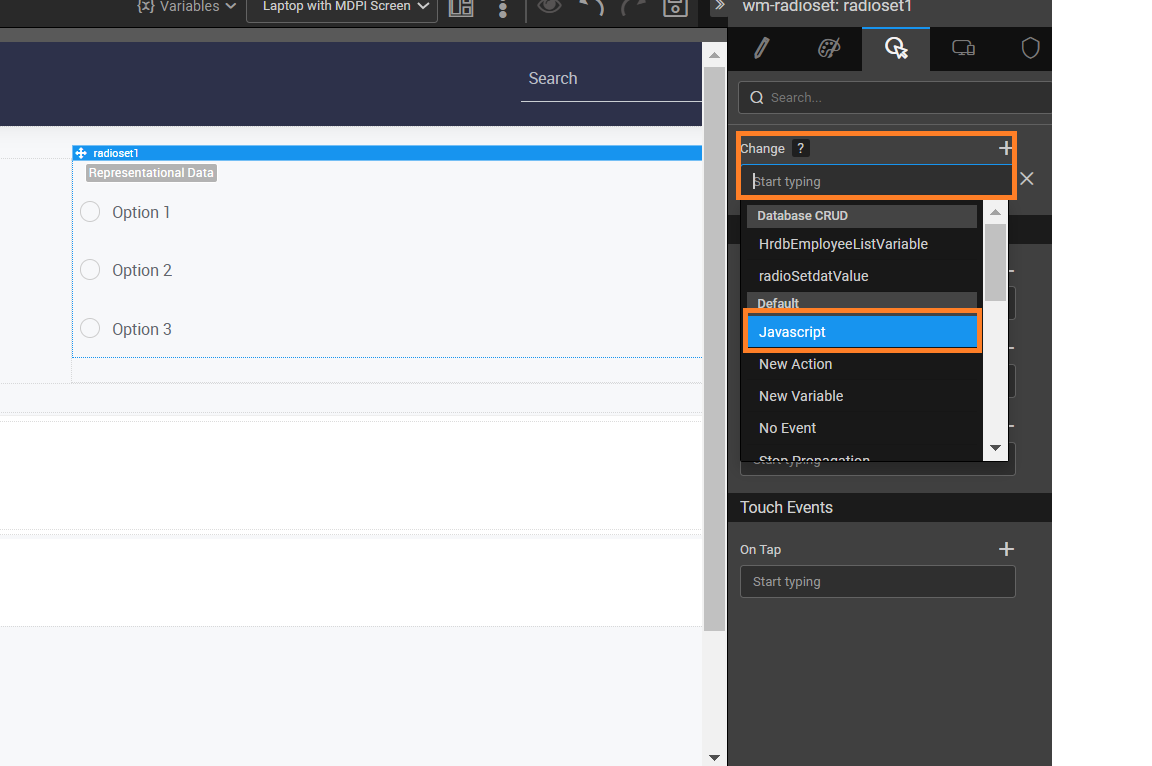 {x} Variables
Laptop with MDPI Screen
wm-radioset: radioset1
Search
Search...
radioset1
Representational Data
Option 1
Option 2
Option 3
Change ?
Start typing
Database CRUD
HrdbEmployeeListVariable
radioSetdatValue
Default
Javascript
New Action
New Variable
No Event
Stop Propagation
Start typing
Touch Events
On Tap
Start typing